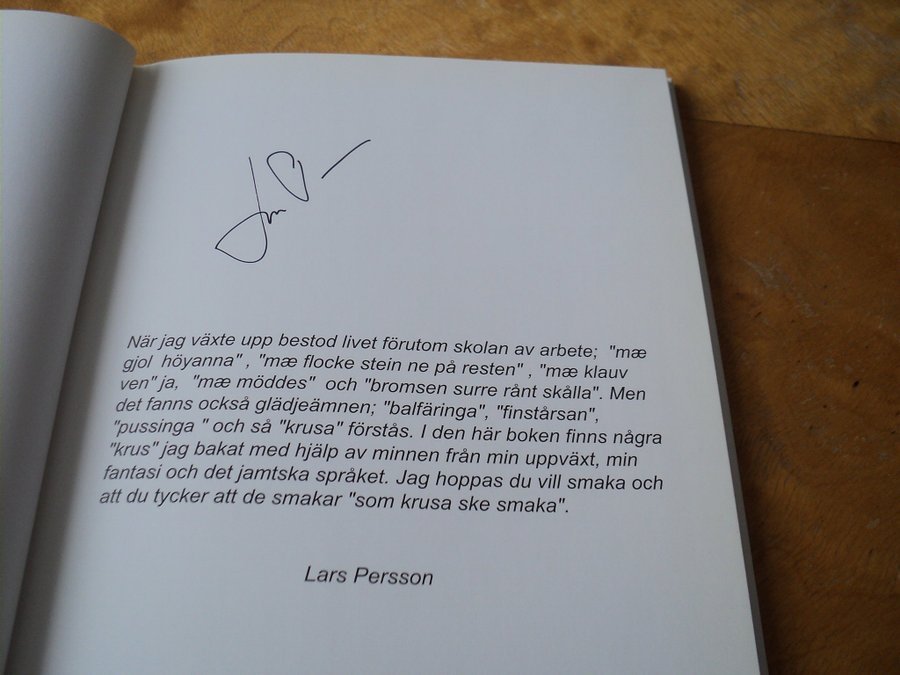 När jag växte upp bestod livet förutom skolan av arbete;  "mæ
gjol  höyanna" , "mæ flocke stein ne på resten" , "mæ klauv
ven" ja,  "mæ möddes"  och "bromsen surre rånt skålla". Men
det fanns också glädjeämnen; "balfäringa", "finstårsan",
"pussinga " och så "krusa" förstås. I den här boken finns några
"krus" jag bakat med hjälp av minnen från min uppväxt, min
fantasi och det jamtska språket. Jag hoppas du vill smaka och
att du tycker att de smakar "som krusa ske smaka".
Lars Persson